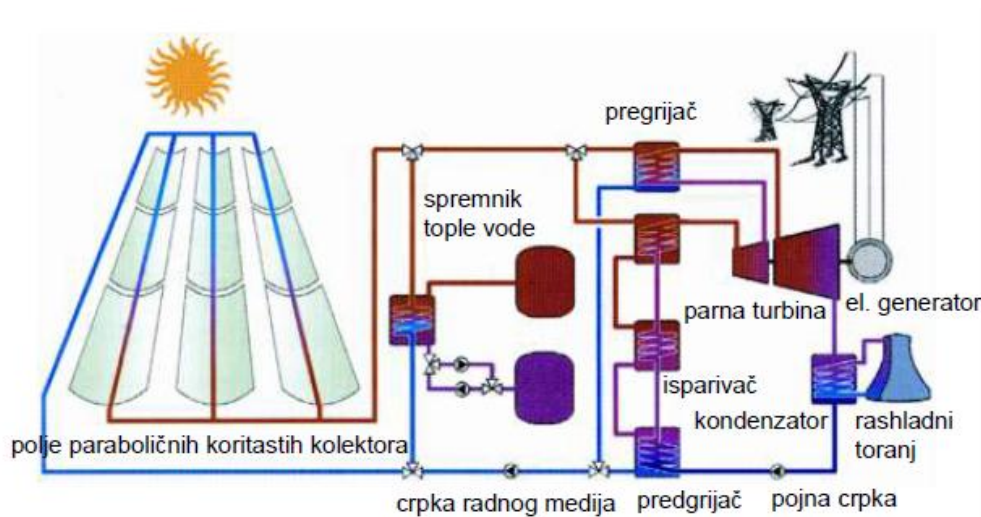 pregrijač
spremnik
tople vode
parna turbina
el. generator
isparivač
kondenzator
rashladni
toranj
polje paraboličnih koritastih kolektora
crpka radnog medija
predgrijač
pojna crpka